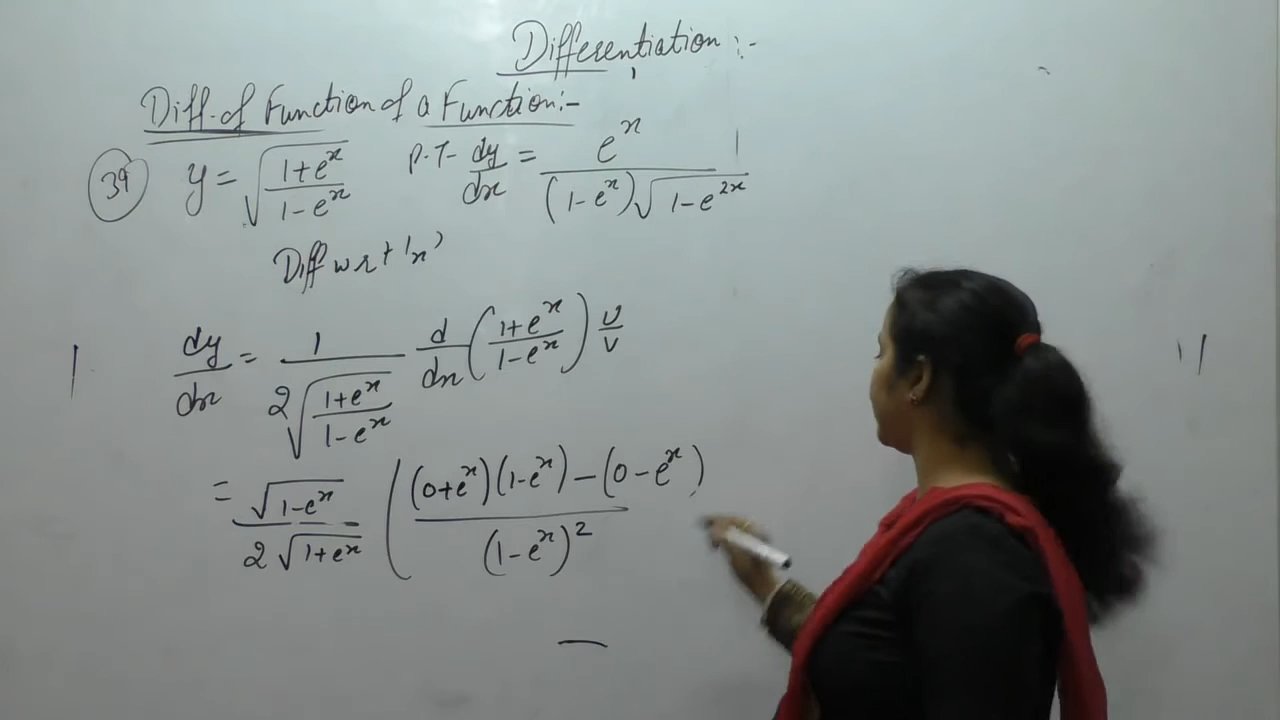 Differentiation :-
Diff. of Function of a Function :-
39 y = √((1+e^x)/(1-e^x)) P.T- dy/dx = e^x/((1-e^x)√(1-e^2x))
Diff w r t 'x'
dy/dx = 1/(2√((1+e^x)/(1-e^x))) d/dx ((1+e^x)/(1-e^x)) U/V
= √(1-e^x)/(2√(1+e^x)) ( ((0+e^x)(1-e^x) - (0-e^x)/(1-e^x)^2